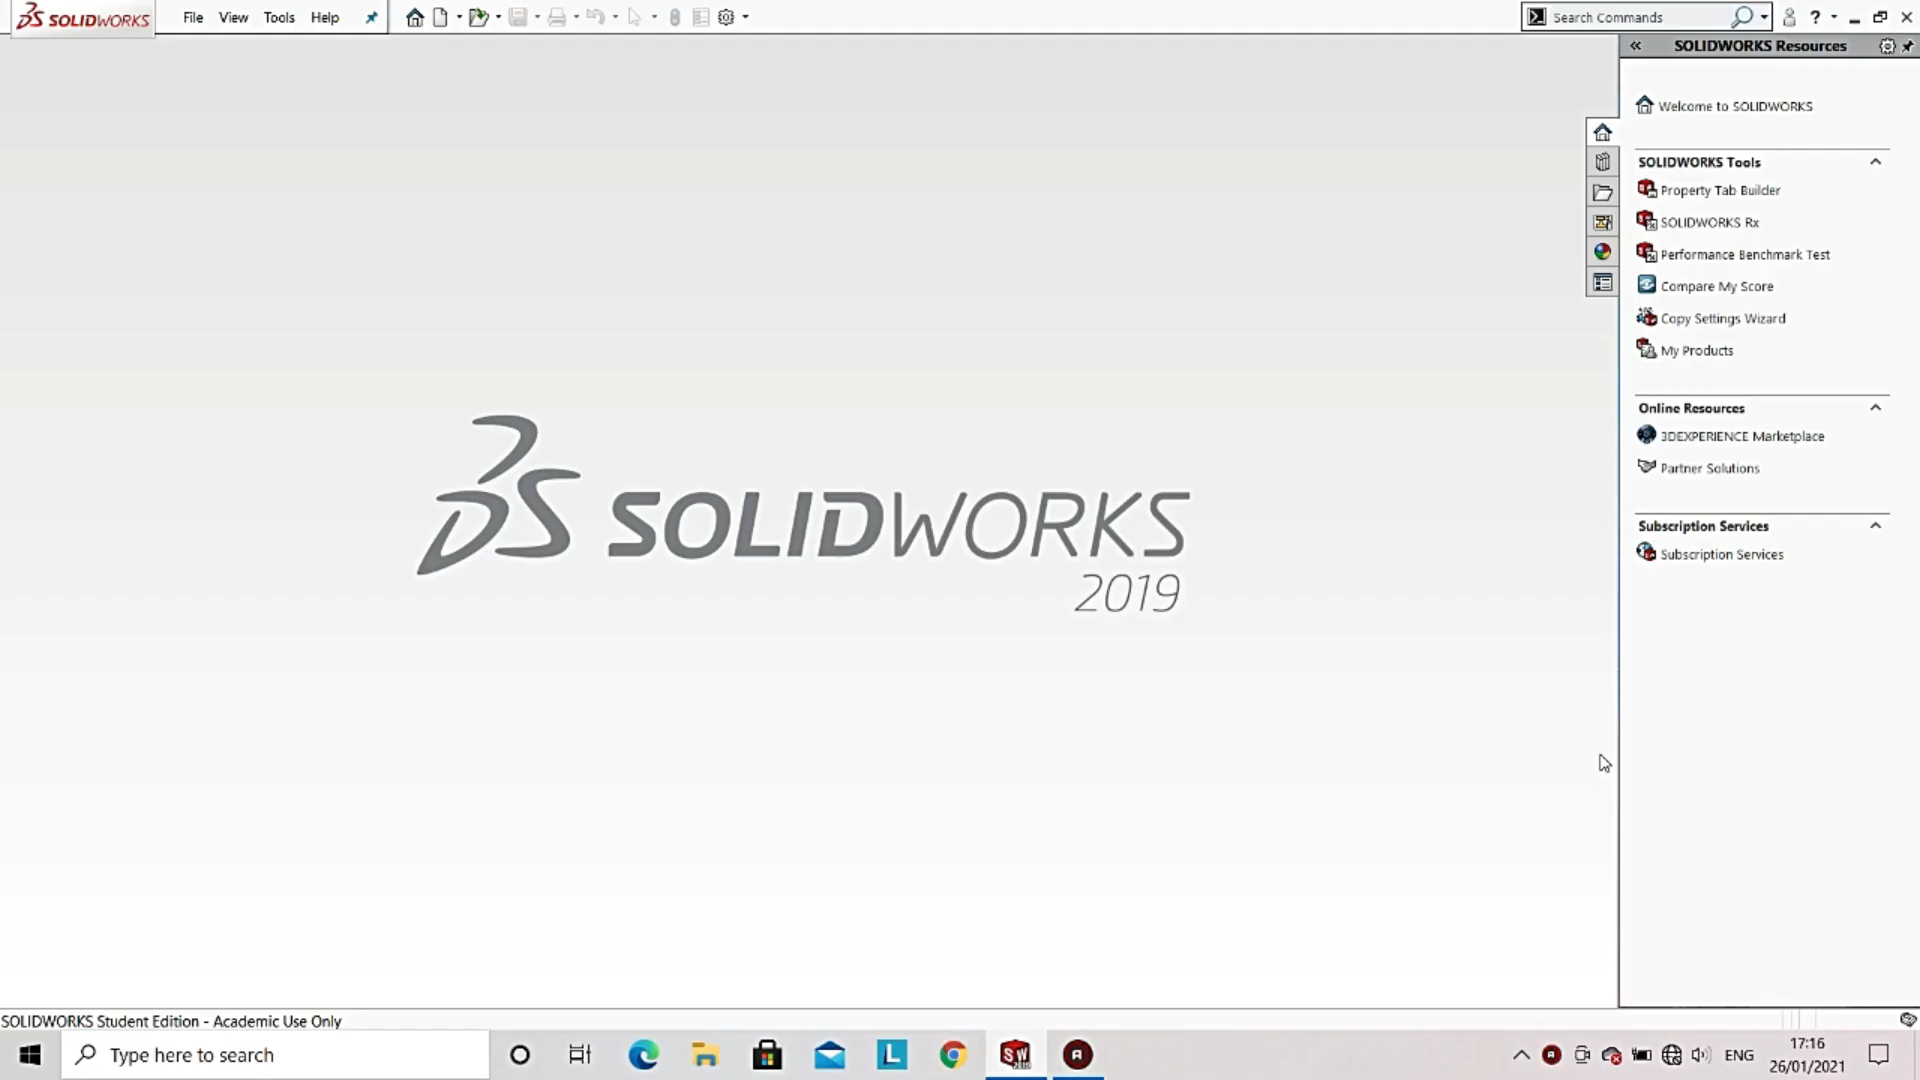 SOLIDWORKS
File View Tools Help
Search Commands
SOLIDWORKS Resources
Welcome to SOLIDWORKS
SOLIDWORKS Tools
Property Tab Builder
SOLIDWORKS Rx
Performance Benchmark Test
Compare My Score
Copy Settings Wizard
My Products
Online Resources
3DEXPERIENCE Marketplace
Partner Solutions
Subscription Services
Subscription Services
SOLIDWORKS
2019
SOLIDWORKS Student Edition - Academic Use Only
Type here to search
L
SW
ENG
17:16
26/01/2021